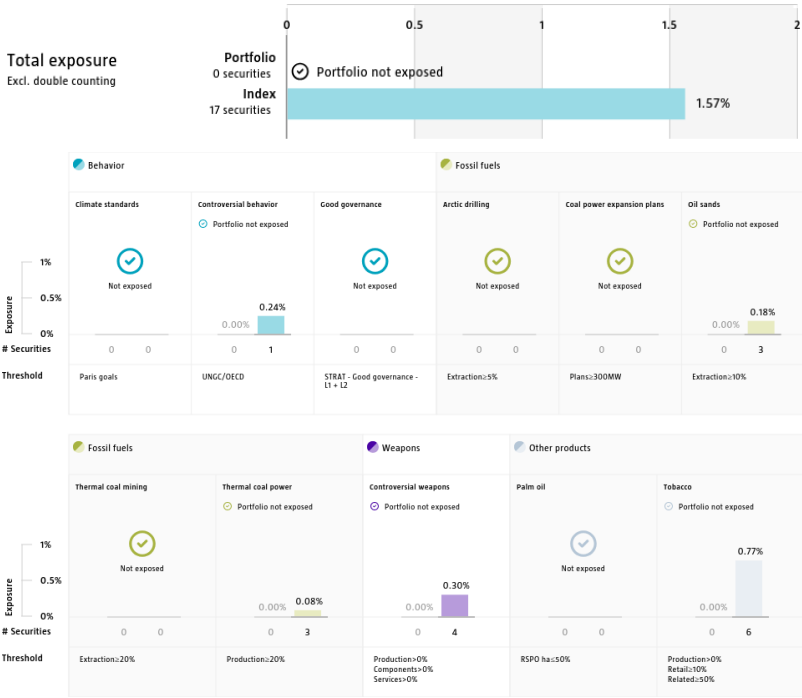 0 0.5 1 1.5 2
Total exposure
Excl. double counting
Portfolio
0 securities
Portfolio not exposed
Index
17 securities
1.57%
Behavior
Fossil fuels
Climate standards
Controversial behavior
Good governance
Arctic drilling
Coal power expansion plans
Oil sands
Portfolio not exposed
Portfolio not exposed
Not exposed
Not exposed
Not exposed
Not exposed
Exposure
1%
0.5%
0%
0.00% 0.24%
0.00% 0.18%
# Securities
0 0
0 1
0 0
0 0
0 0
0 3
Threshold
Paris goals
UNGC/OECD
STRAT - Good governance -
L1 + L2
Extraction≥5%
Plans≥300MW
Extraction≥10%
Fossil fuels
Weapons
Other products
Thermal coal mining
Thermal coal power
Controversial weapons
Palm oil
Tobacco
Portfolio not exposed
Portfolio not exposed
Portfolio not exposed
Not exposed
Not exposed
Exposure
1%
0.5%
0%
0.00% 0.08%
0.00% 0.30%
0.00% 0.77%
# Securities
0 0
0 3
0 4
0 0
0 6
Threshold
Extraction≥20%
Production≥20%
Production>0%
Components>0%
Services>0%
RSPO ha≤50%
Production>0%
Retail≥10%
Related≥50%